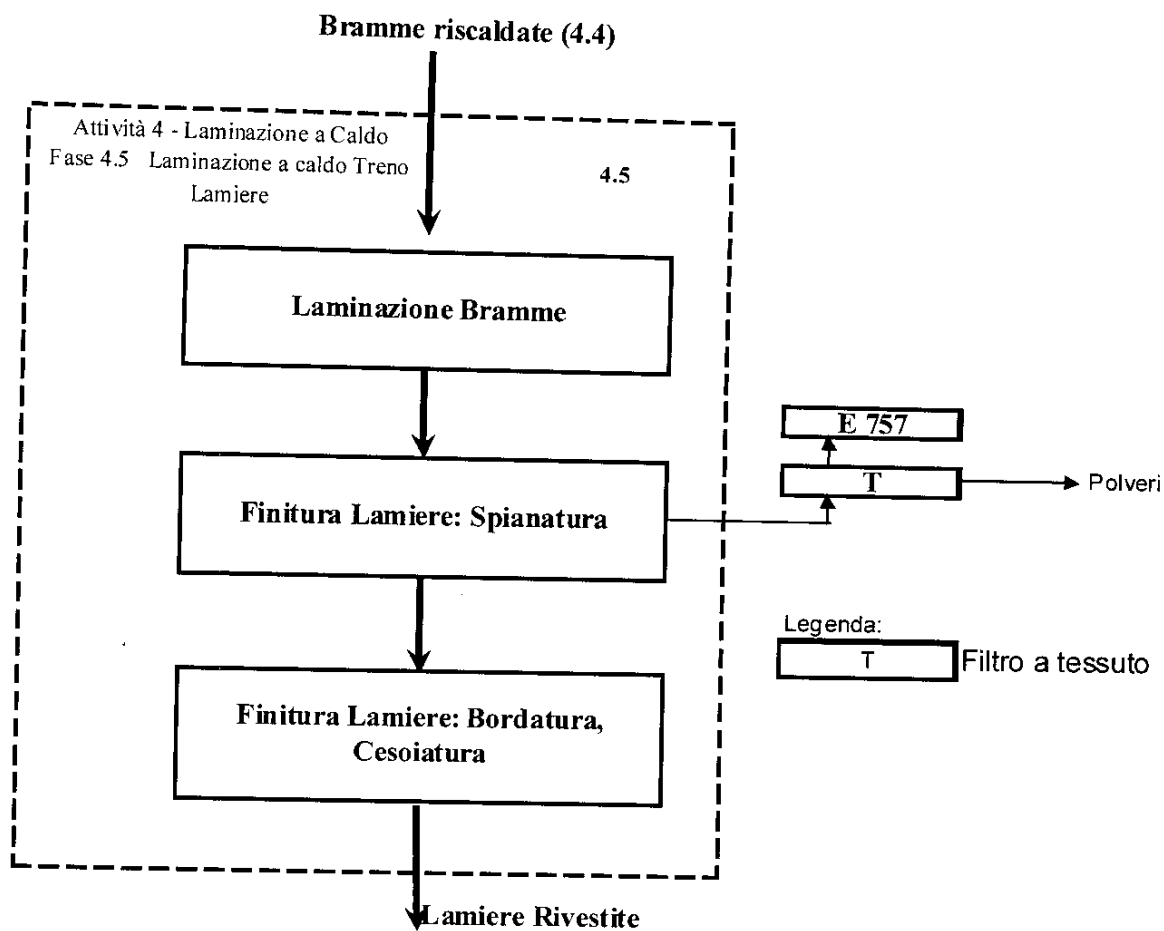 Bramme riscaldate (4.4)
Attività 4 - Laminazione a Caldo
Fase 4.5 Laminazione a caldo Treno
Lamiere
4.5
Laminazione Bramme
E 757
T
Polveri
Finitura Lamiere: Spianatura
Legenda:
T
Filtro a tessuto
Finitura Lamiere: Bordatura,
Cesoiatura
Lamiere Rivestite